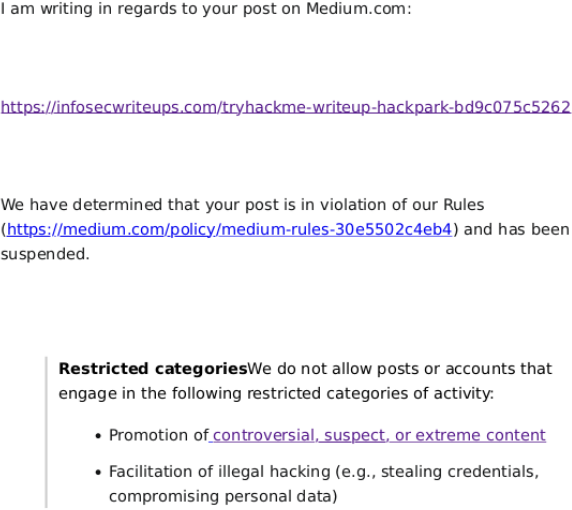 I am writing in regards to your post on Medium.com:
https://infosecwriteups.com/tryhackme-writeup-hackpark-bd9c075c5262
We have determined that your post is in violation of our Rules
(https://medium.com/policy/medium-rules-30e5502c4eb4) and has been
suspended.
Restricted categoriesWe do not allow posts or accounts that
engage in the following restricted categories of activity:
• Promotion of controversial, suspect, or extreme content
• Facilitation of illegal hacking (e.g., stealing credentials,
compromising personal data)